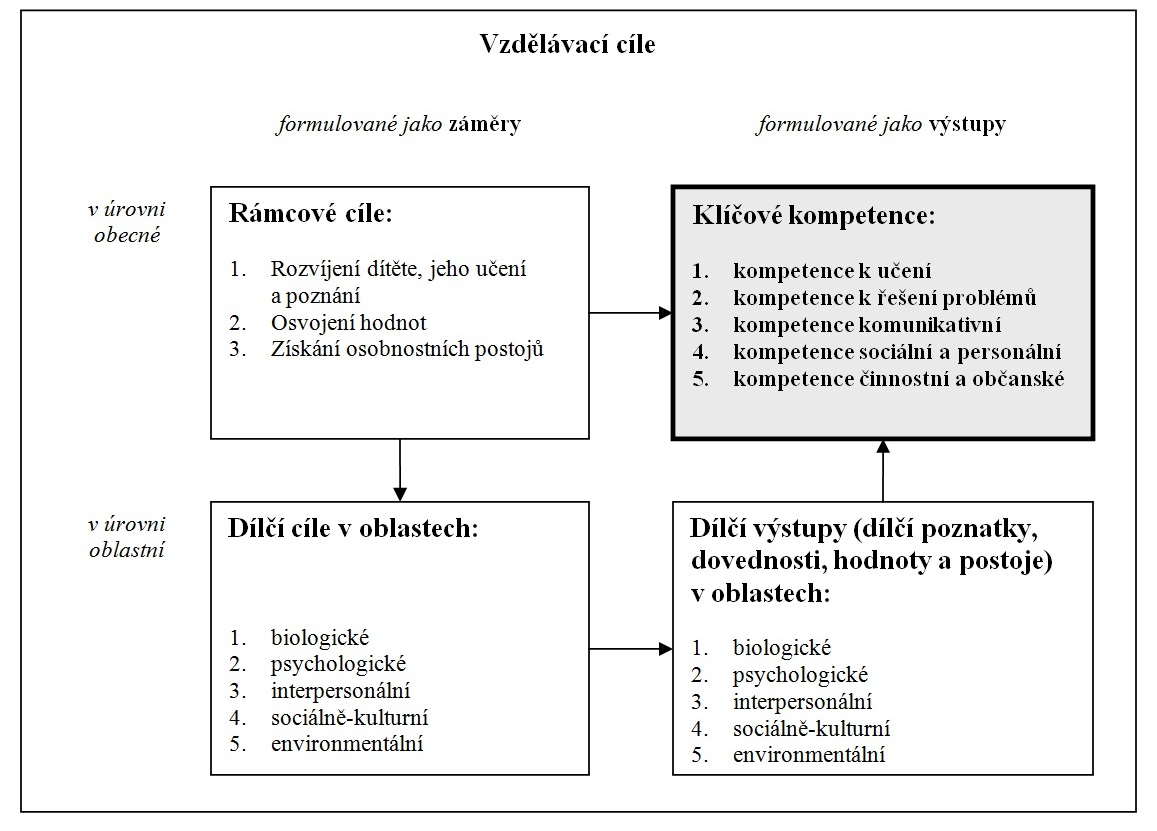 Vzdělávací cíle
formulované jako záměry
formulované jako výstupy
v úrovni
obecné
Rámcové cíle:
1. Rozvíjení dítěte, jeho učení
a poznání
2. Osvojení hodnot
3. Získání osobnostních postojů
Klíčové kompetence:
1. kompetence k učení
2. kompetence k řešení problémů
3. kompetence komunikativní
4. kompetence sociální a personální
5. kompetence činnostní a občanské
v úrovni
oblastní
Dílčí cíle v oblastech:
1. biologické
2. psychologické
3. interpersonální
4. sociálně-kulturní
5. environmentální
Dílčí výstupy (dílčí poznatky,
dovednosti, hodnoty a postoje)
v oblastech:
1. biologické
2. psychologické
3. interpersonální
4. sociálně-kulturní
5. environmentální